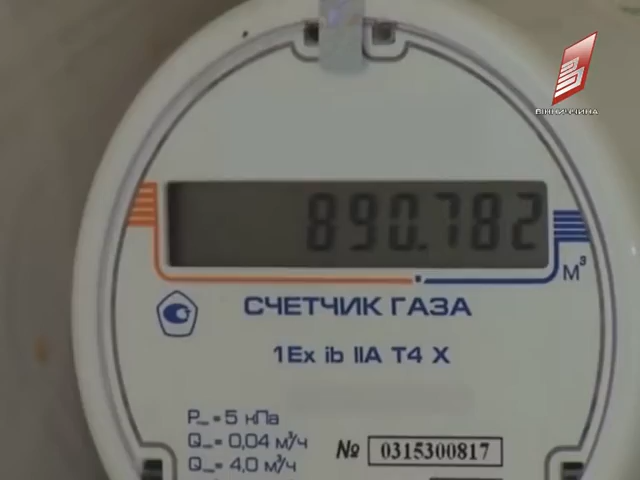 ВІННИЧЧИНА
890.782
М³
СЧЕТЧИК ГАЗА
1Ex ib IIA T4 X
P = 5 кПа
Q = 0,04 м³/ч
Q = 4,0 м³/ч
№ 0315300817